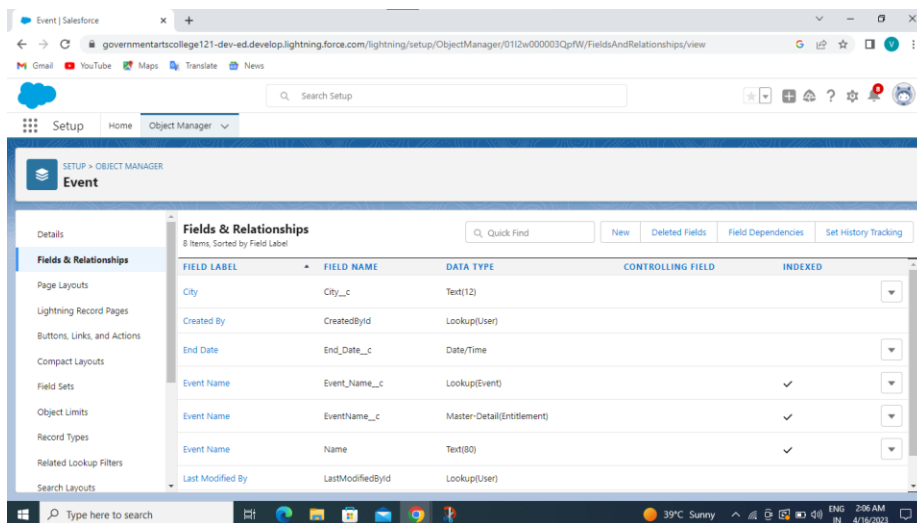 Event | Salesforce
governmentartscollege121-dev-ed.develop.lightning.force.com/lightning/setup/ObjectManager/01I2w000003QpfW/FieldsAndRelationships/view
Gmail YouTube Maps Translate News
Search Setup
Setup Home Object Manager
SETUP > OBJECT MANAGER
Event
Details
Fields & Relationships
Page Layouts
Lightning Record Pages
Buttons, Links, and Actions
Compact Layouts
Field Sets
Object Limits
Record Types
Related Lookup Filters
Search Layouts
Fields & Relationships
8 Items, Sorted by Field Label
Quick Find New Deleted Fields Field Dependencies Set History Tracking
FIELD LABEL FIELD NAME DATA TYPE CONTROLLING FIELD INDEXED
City City__c Text(12)
Created By CreatedById Lookup(User)
End Date End_Date__c Date/Time
Event Name Event_Name__c Lookup(Event)
Event Name EventName__c Master-Detail(Entitlement)
Event Name Name Text(80)
Last Modified By LastModifiedById Lookup(User)
Type here to search
39°C Sunny
ENG 2:06 AM
IN 4/16/2023